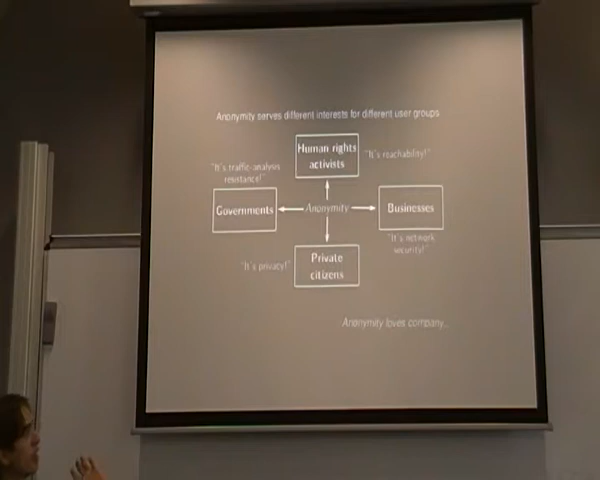 Anonymity serves different interests for different user groups
Human rights
activists
"It's reachability!"
"It's traffic-analysis
resistance!"
Governments
Anonymity
Businesses
"It's network
security!"
"It's privacy!"
Private
citizens
Anonymity loves company..